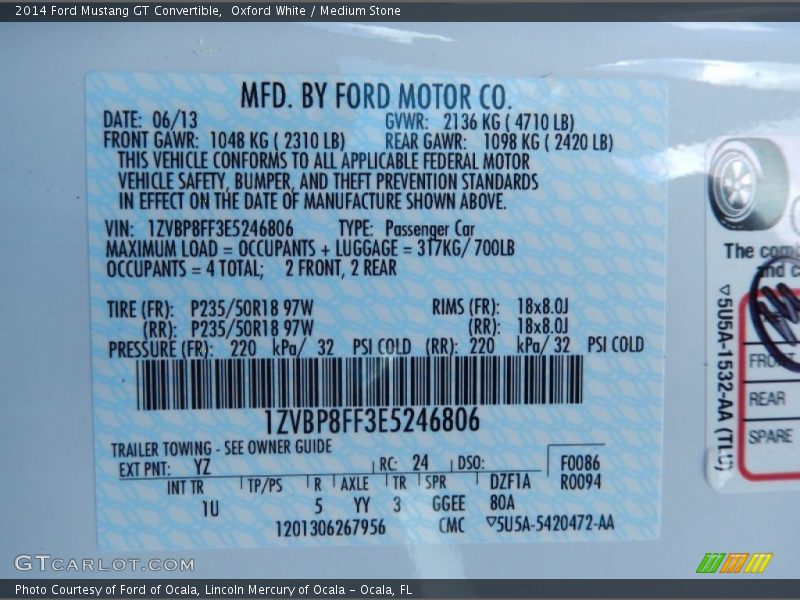 2014 Ford Mustang GT Convertible,  Oxford White / Medium Stone
MFD. BY FORD MOTOR CO.
DATE: 06/13 GVWR: 2136 KG ( 4710 LB)
FRONT GAWR: 1048 KG ( 2310 LB) REAR GAWR: 1098 KG ( 2420 LB)
THIS VEHICLE CONFORMS TO ALL APPLICABLE FEDERAL MOTOR
VEHICLE SAFETY, BUMPER, AND THEFT PREVENTION STANDARDS
IN EFFECT ON THE DATE OF MANUFACTURE SHOWN ABOVE.
VIN: 1ZVBP8FF3E5246806 TYPE: Passenger Car
MAXIMUM LOAD = OCCUPANTS + LUGGAGE = 317KG/ 700LB
OCCUPANTS = 4 TOTAL; 2 FRONT, 2 REAR
TIRE (FR): P235/50R18 97W RIMS (FR): 18x8.0J
(RR): P235/50R18 97W (RR): 18x8.0J
PRESSURE (FR): 220 kPa/ 32 PSI COLD (RR): 220 kPa/ 32 PSI COLD
1ZVBP8FF3E5246806
TRAILER TOWING - SEE OWNER GUIDE
EXT PNT: YZ RC: 24 DSO: F0086
INT TR TP/PS R AXLE TR SPR DZF1A R0094
1U 5 YY 3 GGEE 80A
1201306267956 CMC ▽5U5A-5420472-AA
The
and c
▽5U5A-1532-AA (TLU)
FRONT
REAR
SPARE
GTCARLOT.COM
Photo Courtesy of Ford of Ocala, Lincoln Mercury of Ocala - Ocala, FL